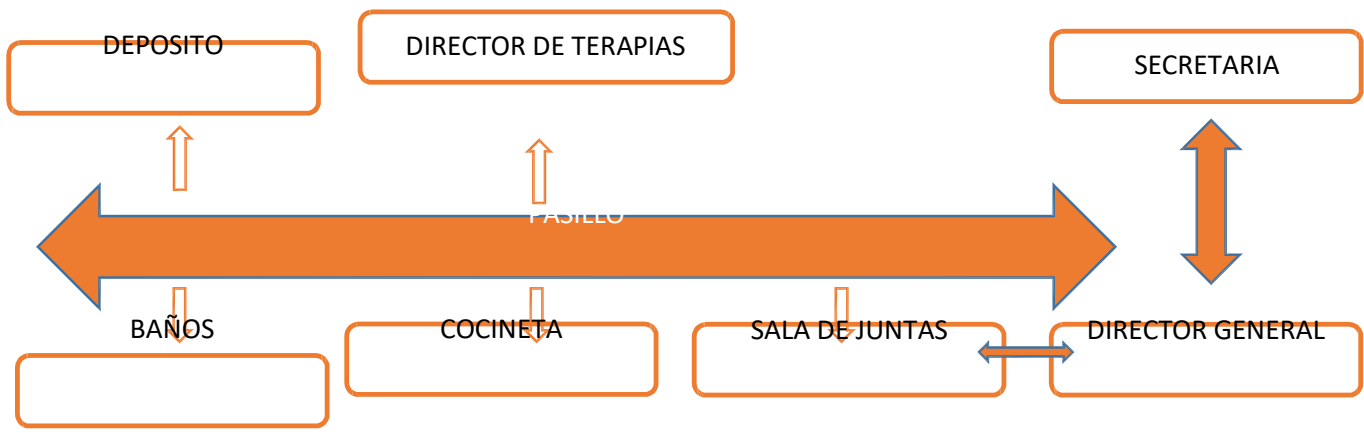 DEPOSITO
DIRECTOR DE TERAPIAS
SECRETARIA
PASILLO
BAÑOS
COCINETA
SALA DE JUNTAS
DIRECTOR GENERAL